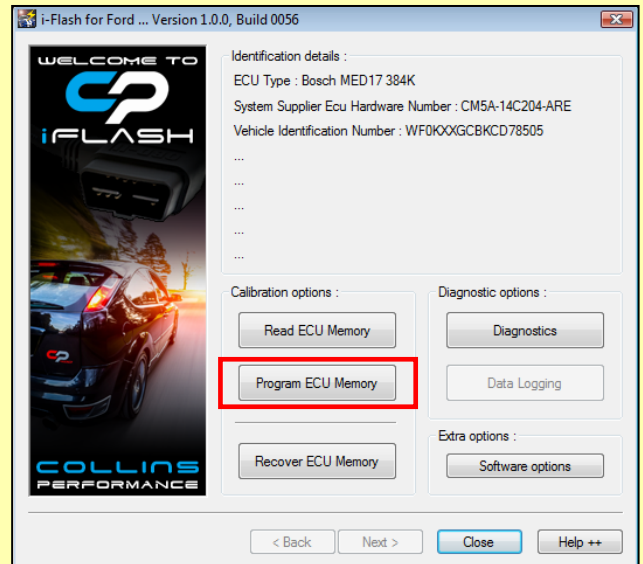 i-Flash for Ford ... Version 1.0.0, Build 0056
WELCOME TO
CP
iFLASH
COLLINS
PERFORMANCE
Identification details :
ECU Type : Bosch MED17 384K
System Supplier Ecu Hardware Number : CM5A-14C204-ARE
Vehicle Identification Number : WF0KXXGCBKCD78505
...
...
...
...
...
Calibration options :
Read ECU Memory
Program ECU Memory
Recover ECU Memory
Diagnostic options :
Diagnostics
Data Logging
Extra options :
Software options
< Back
Next >
Close
Help ++